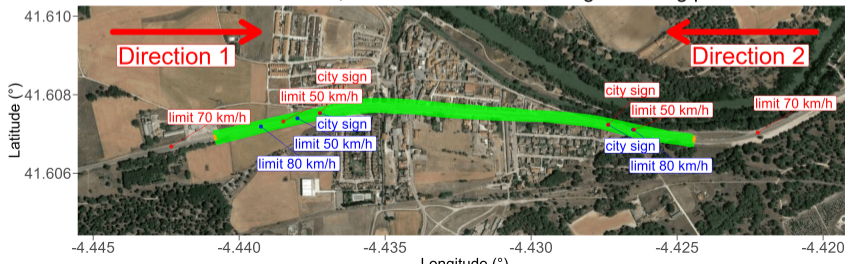 41.610
Direction 1
Direction 2
city sign
limit 50 km/h
limit 70 km/h
city sign
limit 50 km/h
limit 80 km/h
city sign
limit 50 km/h
limit 70 km/h
city sign
limit 80 km/h
41.608
41.606
Latitude (°)
-4.445
-4.440
-4.435
-4.430
-4.425
-4.420
Longitude (°)